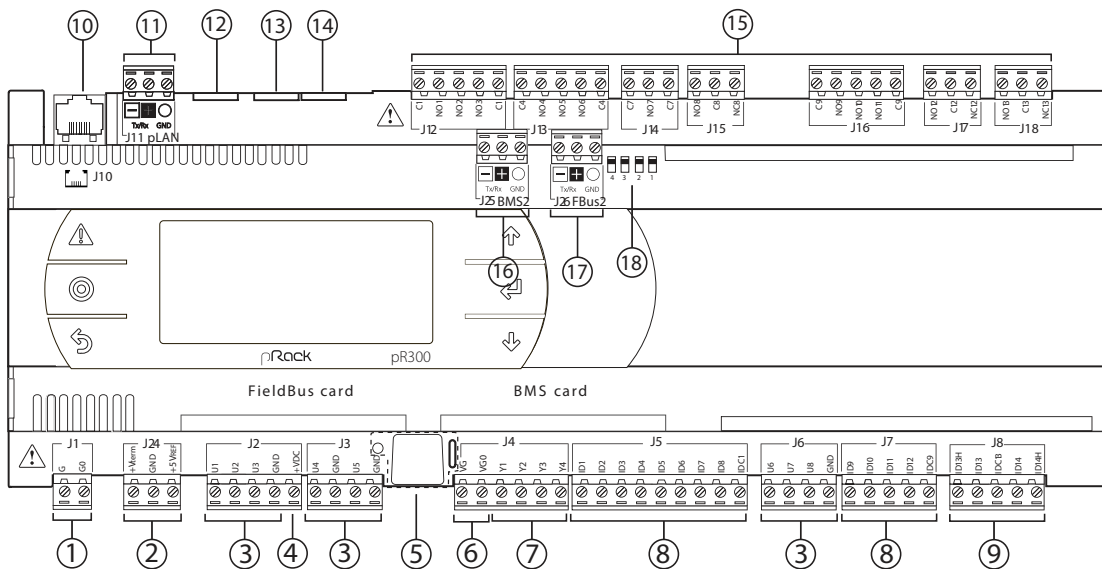 10 11 12 13 14 15
C1 NO1 NO2 NO3 C1 C4 NO4 NO5 NO6 C4 C7 NO7 C7 NO8 C8 NC8 C9 NO9 NO10 NO11 C9 NO12 C12 NC12 NO13 C13 NC13
J12 J13 J14 J15 J16 J17 J18
Tx/Rx GND
J11 pLAN
J10
Tx/Rx GND Tx/Rx GND
4 3 2 1
J25 BMS2 J26 FBus2
16 17 18
pRack pR300
FieldBus card BMS card
J1 J24 J2 J3 J4 J5 J6 J7 J8
G G0 +Vterm GND +5VREF U1 U2 U3 GND +VDC U4 GND U5 GND VG VG0 Y1 Y2 Y3 Y4 ID1 ID2 ID3 ID4 ID5 ID6 ID7 ID8 IDC1 U6 U7 U8 GND ID9 ID10 ID11 ID12 IDC9 ID13H ID13 IDC13 ID14 ID14H
1 2 3 4 3 5 6 7 8 3 8 9